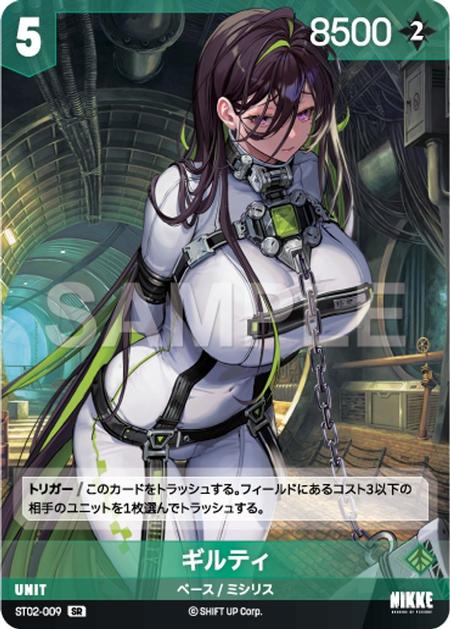 5
8500 2
SAMPLE
トリガー / このカードをトラッシュする。フィールドにあるコスト3以下の
相手のユニットを1枚選んでトラッシュする。
ギルティ
UNIT
ベース / ミシリス
NIKKE
ST02-009 SR
© SHIFT UP Corp.